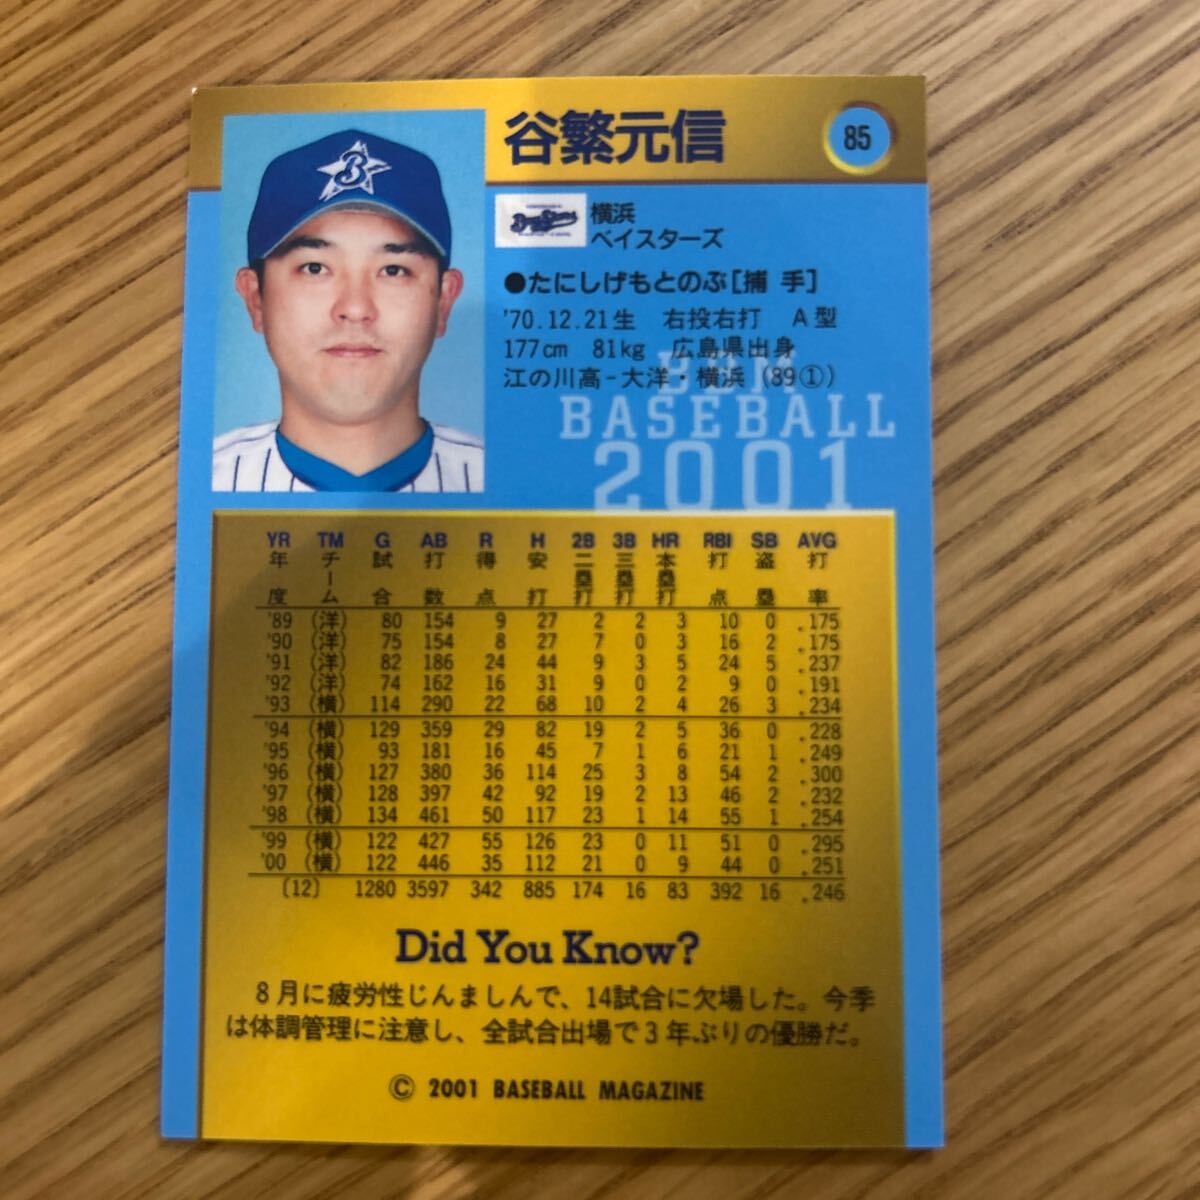 谷繁元信
85
B
横浜
ベイスターズ
●たにしげもとのぶ[捕 手]
'70.12.21生 右投右打 A型
177cm 81kg 広島県出身
江の川高-大洋・横浜 (89①)
BBM
BASEBALL
2001
YR TM G AB R H 2B 3B HR RBI SB AVG
年度 チーム 試合 打数 得点 安打 二塁打 三塁打 本塁打 打点 盗塁 打率
'89 (洋) 80 154 9 27 2 2 3 10 0 .175
'90 (洋) 75 154 8 27 7 0 3 16 2 .175
'91 (洋) 82 186 24 44 9 3 5 24 5 .237
'92 (洋) 74 162 16 31 9 0 2 9 0 .191
'93 (横) 114 290 22 68 10 2 4 26 3 .234
'94 (横) 129 359 29 82 19 2 5 36 0 .228
'95 (横) 93 181 16 45 7 1 6 21 1 .249
'96 (横) 127 380 36 114 25 3 8 54 2 .300
'97 (横) 128 397 42 92 19 2 13 46 2 .232
'98 (横) 134 461 50 117 23 1 14 55 1 .254
'99 (横) 122 427 55 126 23 0 11 51 0 .295
'00 (横) 122 446 35 112 21 0 9 44 0 .251
〔12〕 1280 3597 342 885 174 16 83 392 16 .246
Did You Know?
8月に疲労性じんましんで、14試合に欠場した。今季
は体調管理に注意し、全試合出場で3年ぶりの優勝だ。
© 2001 BASEBALL MAGAZINE